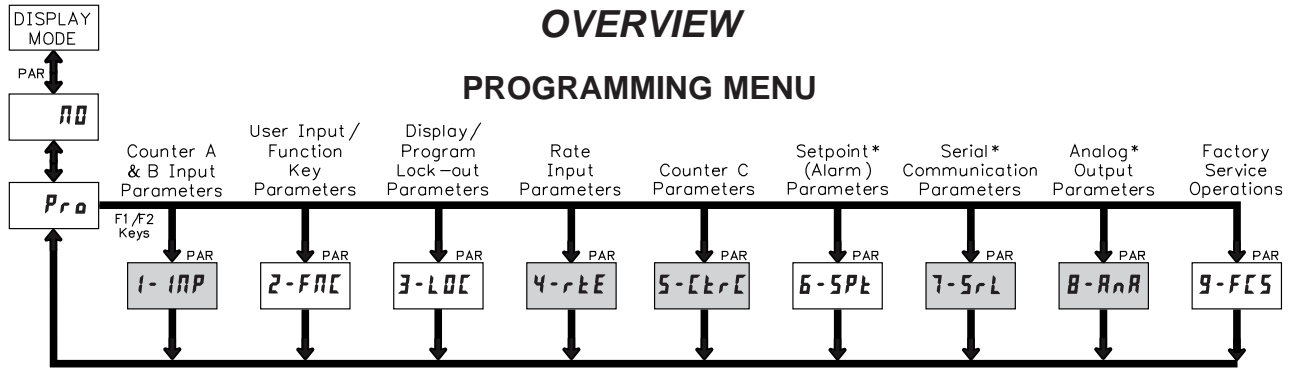 OVERVIEW
PROGRAMMING MENU
DISPLAY
MODE
PAR
NO
Pro
F1/F2
Keys
Counter A
& B Input
Parameters
User Input/
Function
Key
Parameters
Display/
Program
Lock-out
Parameters
Rate
Input
Parameters
Counter C
Parameters
Setpoint*
(Alarm)
Parameters
Serial*
Communication
Parameters
Analog*
Output
Parameters
Factory
Service
Operations
PAR
PAR
PAR
PAR
PAR
PAR
PAR
PAR
PAR
1-INP
2-FNC
3-LOC
4-rtE
5-CtrC
6-SPt
7-SrL
8-AnA
9-FCS